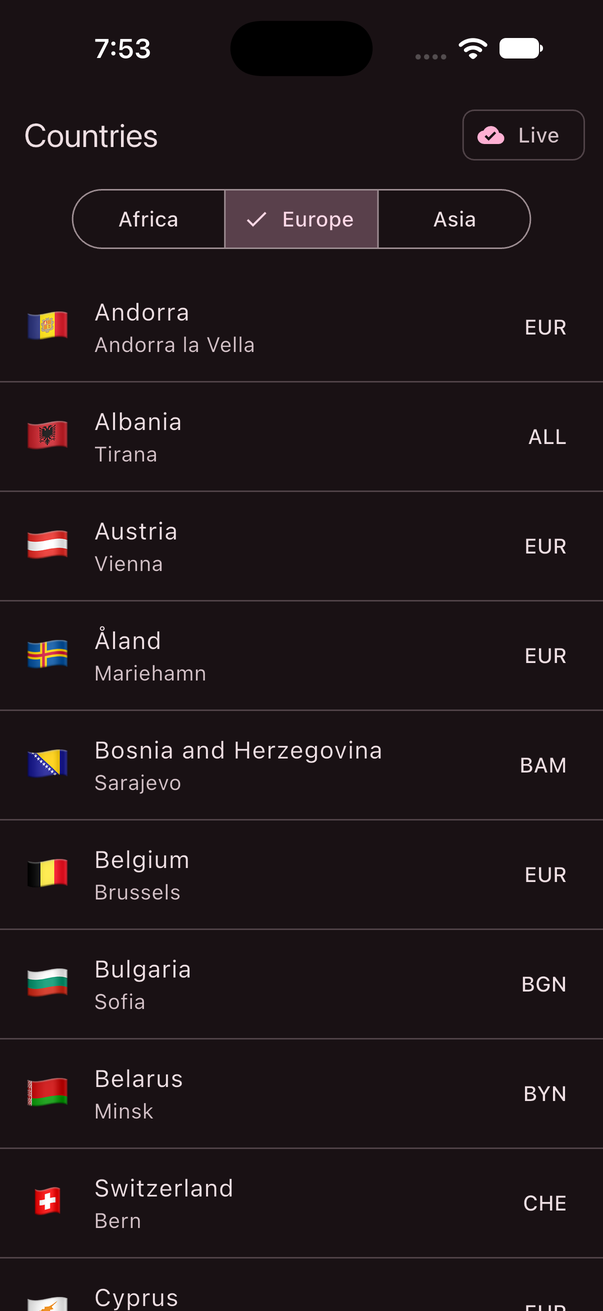 7:53
Countries
Live
Africa
Europe
Asia
Andorra
Andorra la Vella
EUR
Albania
Tirana
ALL
Austria
Vienna
EUR
Åland
Mariehamn
EUR
Bosnia and Herzegovina
Sarajevo
BAM
Belgium
Brussels
EUR
Bulgaria
Sofia
BGN
Belarus
Minsk
BYN
Switzerland
Bern
CHE
Cyprus
EUR